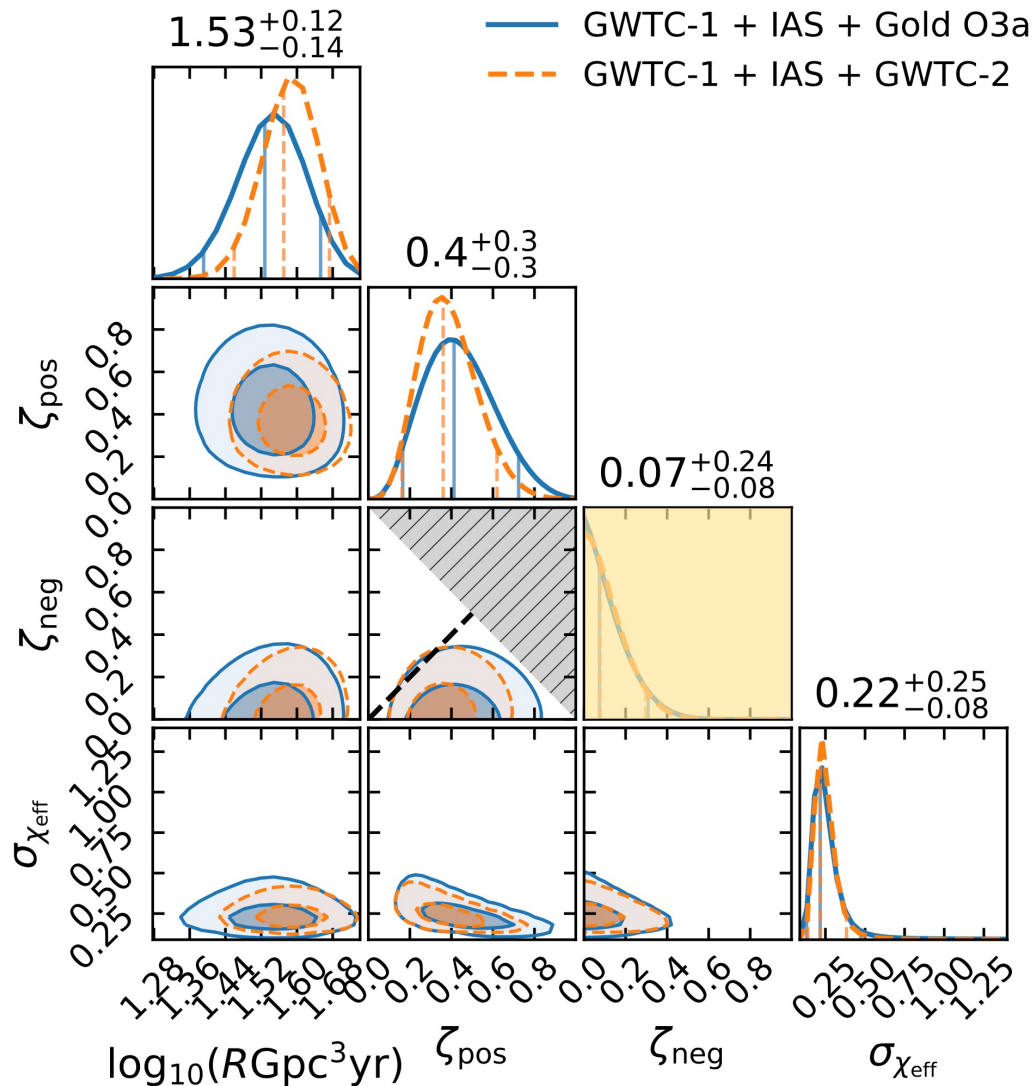 GWTC-1 + IAS + Gold O3a
GWTC-1 + IAS + GWTC-2
1.53^{+0.12}_{-0.14}
0.4^{+0.3}_{-0.3}
0.07^{+0.24}_{-0.08}
0.22^{+0.25}_{-0.08}
ζ_pos
0.8
0.6
0.4
0.2
0.0
ζ_neg
0.8
0.6
0.4
0.2
0.0
σ_χeff
1.25
1.00
0.75
0.50
0.25
1.28 1.36 1.44 1.52 1.60 1.68
0.0 0.2 0.4 0.6 0.8
0.0 0.2 0.4 0.6 0.8
0.25 0.50 0.75 1.00 1.25
log₁₀(RGpc³yr)
ζ_pos
ζ_neg
σ_χeff